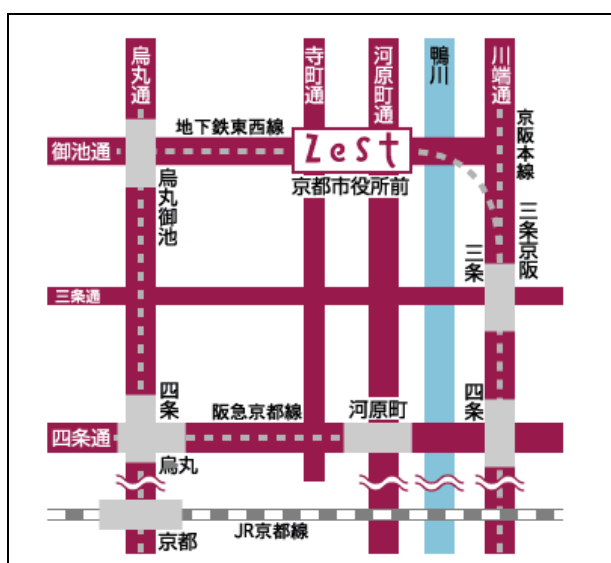 烏丸通
寺町通
河原町通
鴨川
川端通
地下鉄東西線
京阪本線
御池通
zest
京都市役所前
烏丸御池
三条
三条京阪
三条通
四条
阪急京都線
河原町
四条
四条通
烏丸
JR京都線
京都